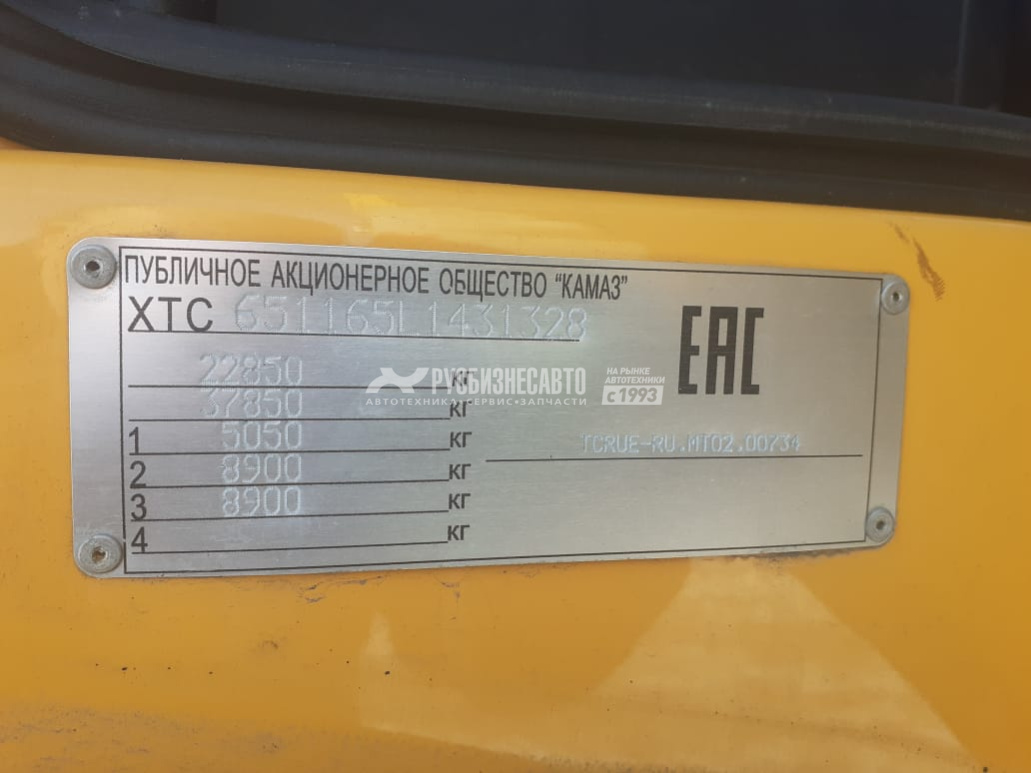 ПУБЛИЧНОЕ АКЦИОНЕРНОЕ ОБЩЕСТВО "КАМАЗ"
XTC 651165L1431328
22850 КГ
37850 КГ
1 5050 КГ
2 8900 КГ
3 8900 КГ
4 КГ
EAC
TCRUE-RU.MT02.00734
РУСБИЗНЕСАВТО
АВТОТЕХНИКА•СЕРВИС•ЗАПЧАСТИ
НА РЫНКЕ
АВТОТЕХНИКИ
с 1993